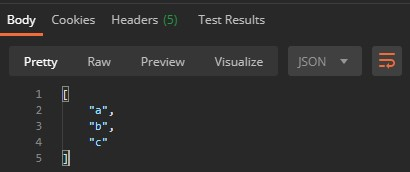 Body Cookies Headers (5) Test Results
Pretty Raw Preview Visualize JSON
1 [
2 "a",
3 "b",
4 "c"
5 ]